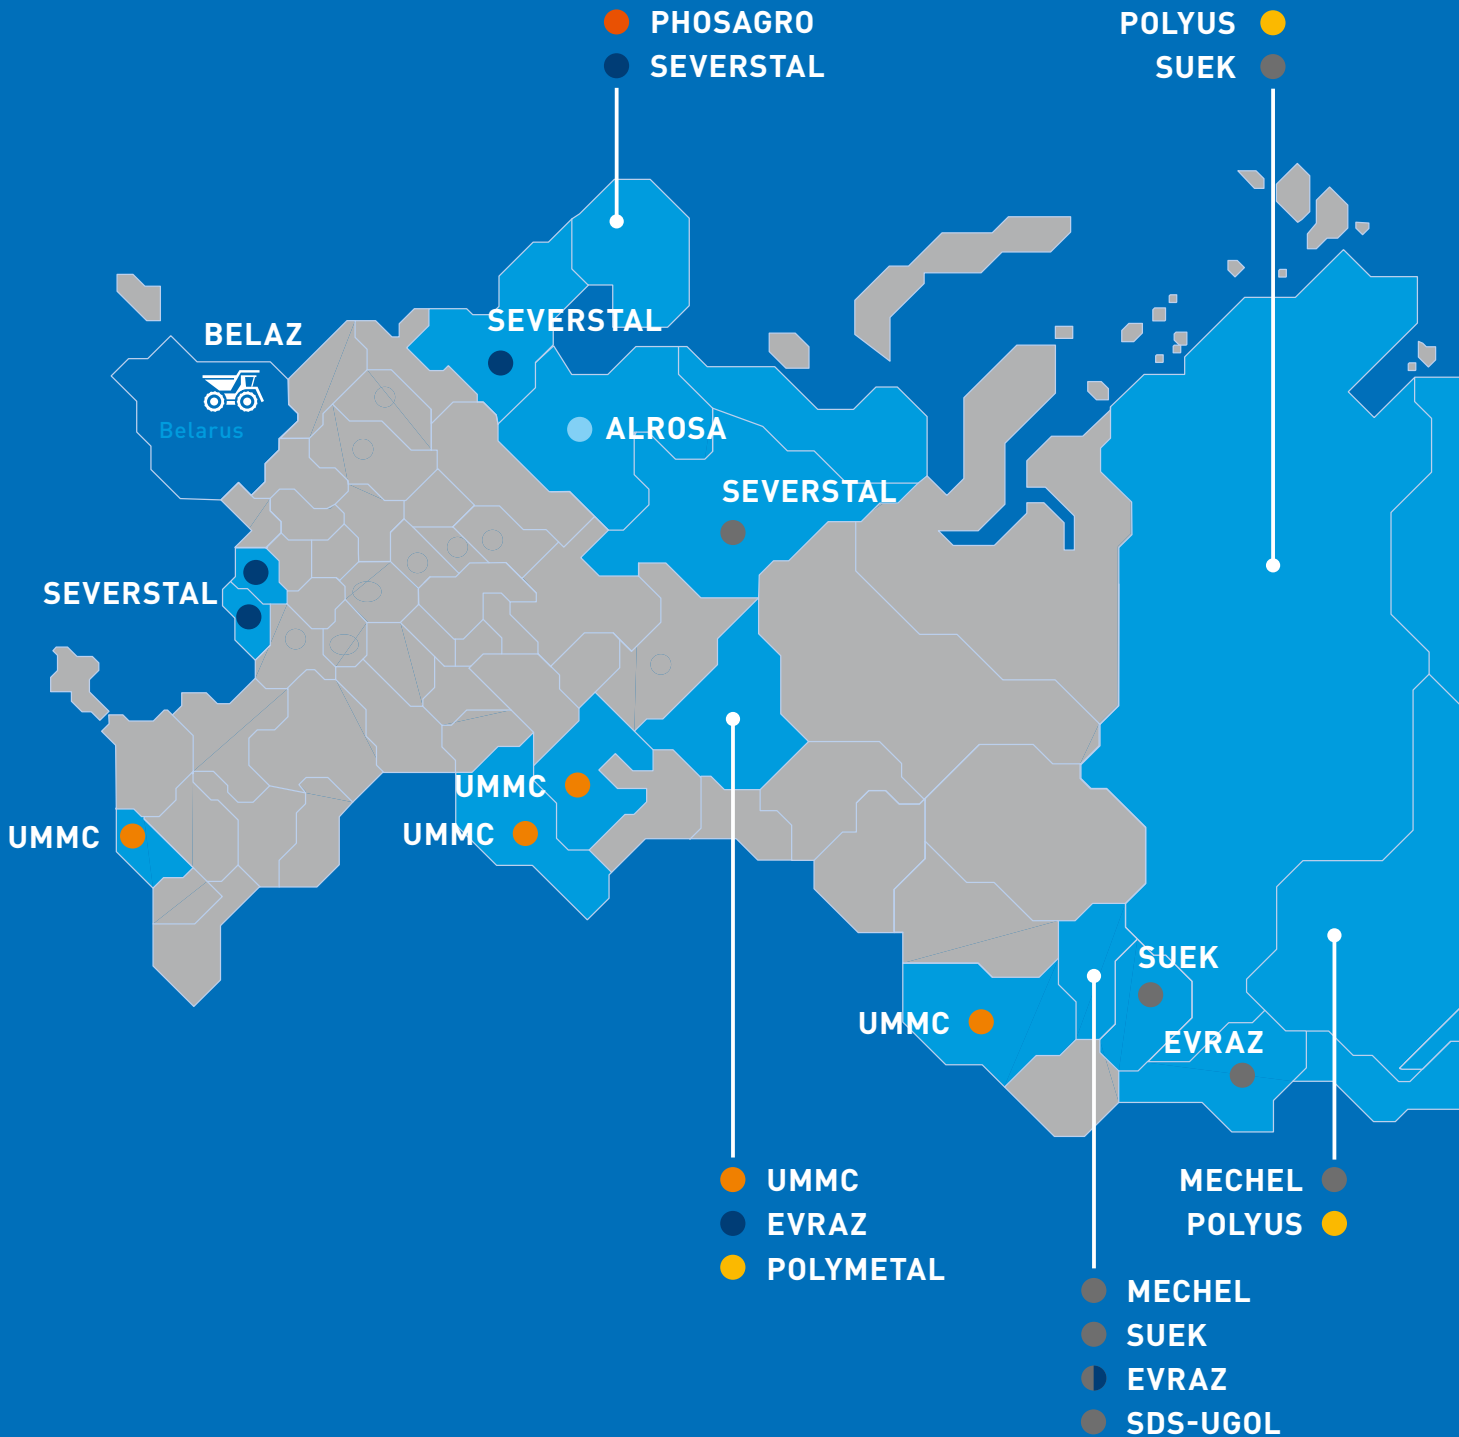 PHOSAGRO
SEVERSTAL
POLYUS
SUEK
SEVERSTAL
BELAZ
Belarus
ALROSA
SEVERSTAL
SEVERSTAL
UMMC
UMMC
UMMC
SUEK
UMMC
EVRAZ
UMMC
EVRAZ
POLYMETAL
MECHEL
POLYUS
MECHEL
SUEK
EVRAZ
SDS-UGOL